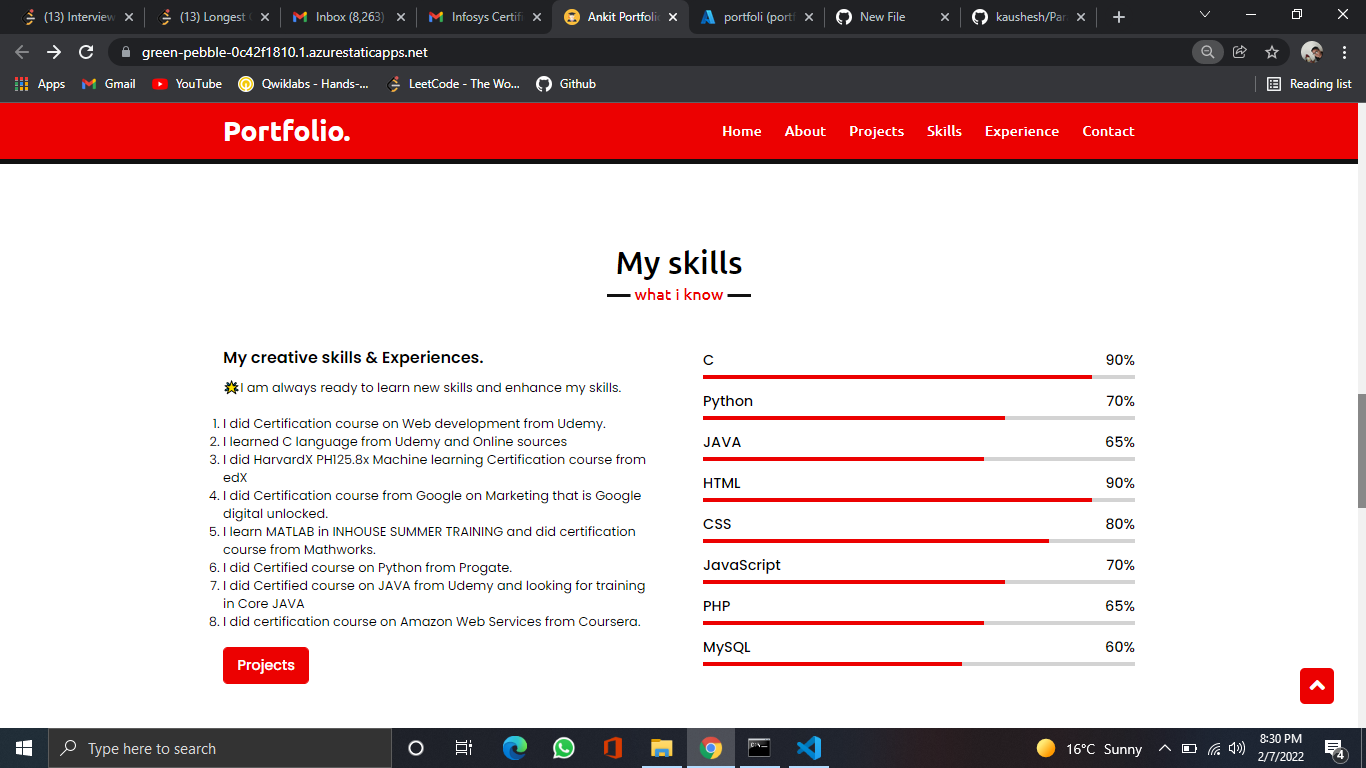 (13) Interview
(13) Longest
Inbox (8,263)
Infosys Certifi
Ankit Portfolio
portfoli (portf
New File
kaushesh/Par
green-pebble-0c42f1810.1.azurestaticapps.net
Apps
Gmail
YouTube
Qwiklabs - Hands-...
LeetCode - The Wo...
Github
Reading list
Portfolio.
Home
About
Projects
Skills
Experience
Contact
My skills
what i know
My creative skills & Experiences.
I am always ready to learn new skills and enhance my skills.
1. I did Certification course on Web development from Udemy.
2. I learned C language from Udemy and Online sources
3. I did HarvardX PH125.8x Machine learning Certification course from
edX
4. I did Certification course from Google on Marketing that is Google
digital unlocked.
5. I learn MATLAB in INHOUSE SUMMER TRAINING and did certification
course from Mathworks.
6. I did Certified course on Python from Progate.
7. I did Certified course on JAVA from Udemy and looking for training
in Core JAVA
8. I did certification course on Amazon Web Services from Coursera.
Projects
C 90%
Python 70%
JAVA 65%
HTML 90%
CSS 80%
JavaScript 70%
PHP 65%
MySQL 60%
Type here to search
16°C Sunny
8:30 PM
2/7/2022
4